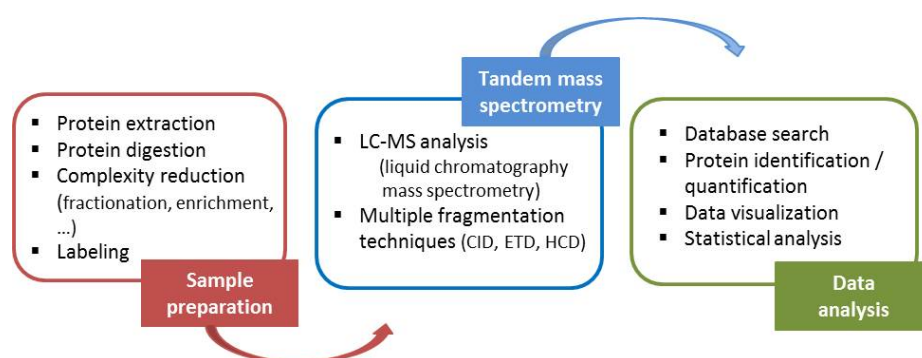 ▪ Protein extraction
▪ Protein digestion
▪ Complexity reduction
(fractionation, enrichment,
...)
▪ Labeling
Sample
preparation
Tandem mass
spectrometry
▪ LC-MS analysis
(liquid chromatography
mass spectrometry)
▪ Multiple fragmentation
techniques (CID, ETD, HCD)
▪ Database search
▪ Protein identification /
quantification
▪ Data visualization
▪ Statistical analysis
Data
analysis